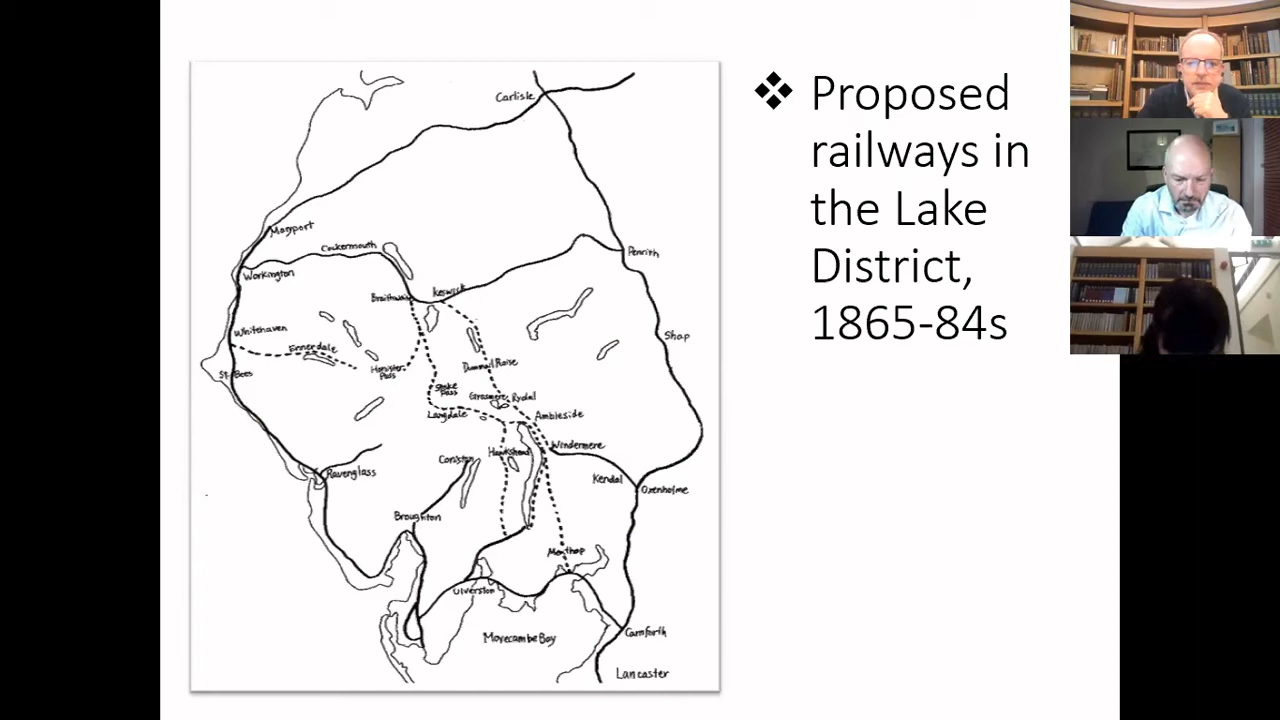 Proposed
railways in
the Lake
District,
1865-84s
Carlisle
Maryport
Cockermouth
Workington
Penrith
Braithwaite
Keswick
Whitehaven
Ennerdale
Shap
St Bees
Honister
Pass
Dunmail Raise
Stake
Pass
Grasmere
Rydal
Langdale
Ambleside
Windermere
Hawkshead
Coniston
Ravenglass
Kendal
Oxenholme
Broughton
Meathop
Ulverston
Morecambe Bay
Carnforth
Lancaster